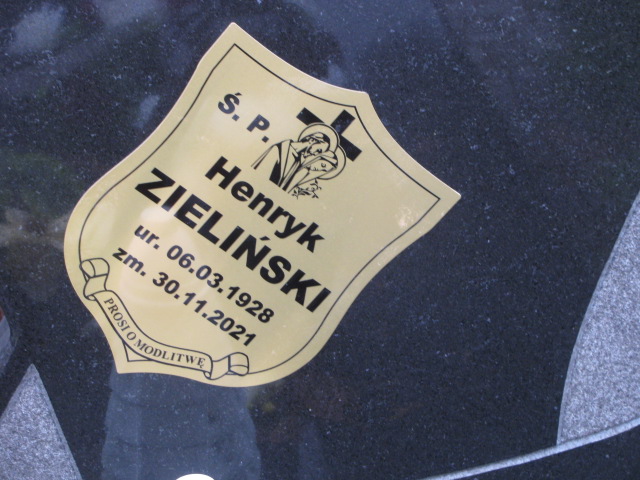 Ś. P.
Henryk
ZIELIŃSKI
ur. 06.03.1928
zm. 30.11.2021
PROSI O MODLITWĘ